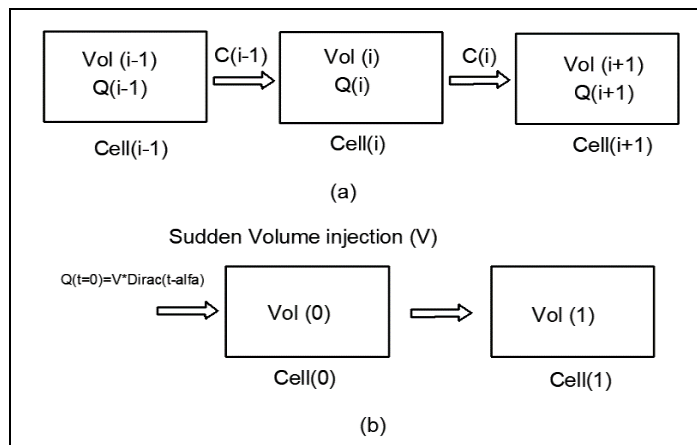 Vol (i-1) C(i-1) Vol (i) C(i) Vol (i+1)
Q(i-1) Q(i) Q(i+1)
Cell(i-1) Cell(i) Cell(i+1)
(a)
Sudden Volume injection (V)
Q(t=0)=V*Dirac(t-alfa)
Vol (0) Vol (1)
Cell(0) Cell(1)
(b)